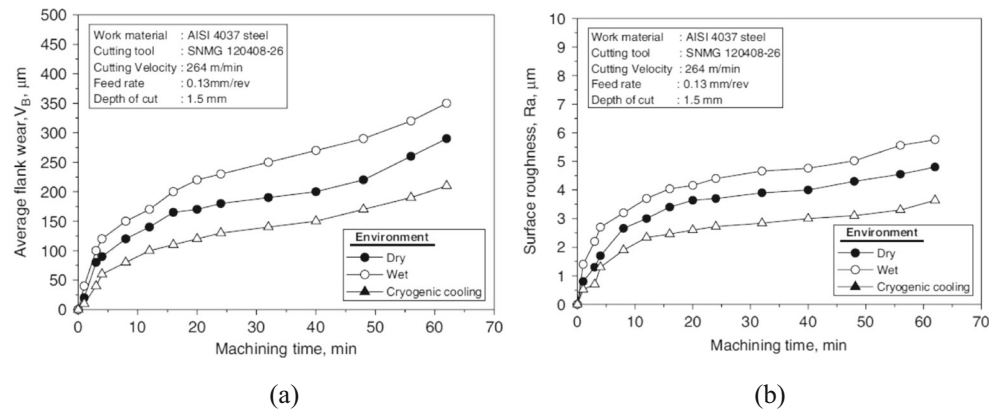 (a)
Average flank wear,V_B, μm
500
450
400
350
300
250
200
150
100
50
0
Work material : AISI 4037 steel
Cutting tool : SNMG 120408-26
Cutting Velocity : 264 m/min
Feed rate : 0.13mm/rev
Depth of cut : 1.5 mm
Environment
Dry
Wet
Cryogenic cooling
0 10 20 30 40 50 60 70
Machining time, min
(b)
Surface roughness, Ra, μm
10
9
8
7
6
5
4
3
2
1
0
Work material : AISI 4037 steel
Cutting tool : SNMG 120408-26
Cutting Velocity : 264 m/min
Feed rate : 0.13mm/rev
Depth of cut : 1.5 mm
Environment
Dry
Wet
Cryogenic cooling
0 10 20 30 40 50 60 70
Machining time, min
(a)
(b)